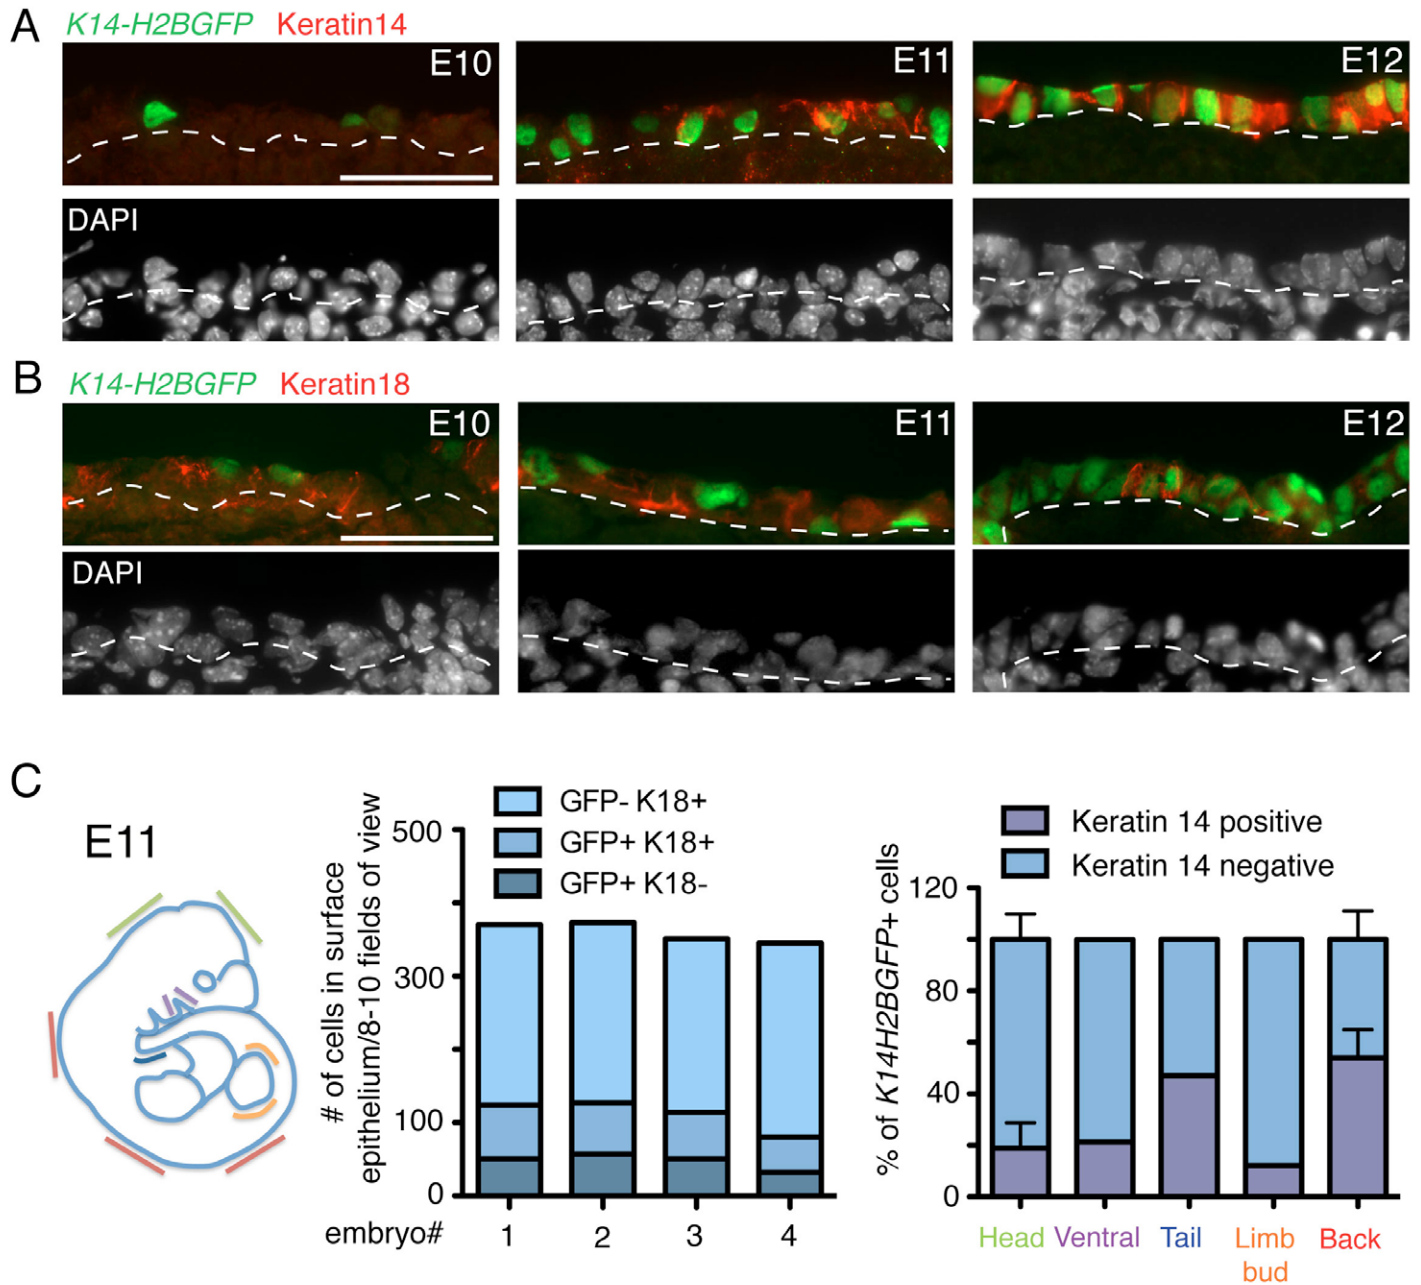 A
K14-H2BGFP Keratin14
E10
E11
E12
DAPI
B
K14-H2BGFP Keratin18
E10
E11
E12
DAPI
C
E11
# of cells in surface
epithelium/8-10 fields of view
500
300
100
0
GFP- K18+
GFP+ K18+
GFP+ K18-
embryo# 1 2 3 4
% of K14H2BGFP+ cells
Keratin 14 positive
Keratin 14 negative
120
80
40
0
Head Ventral Tail Limb Back
bud